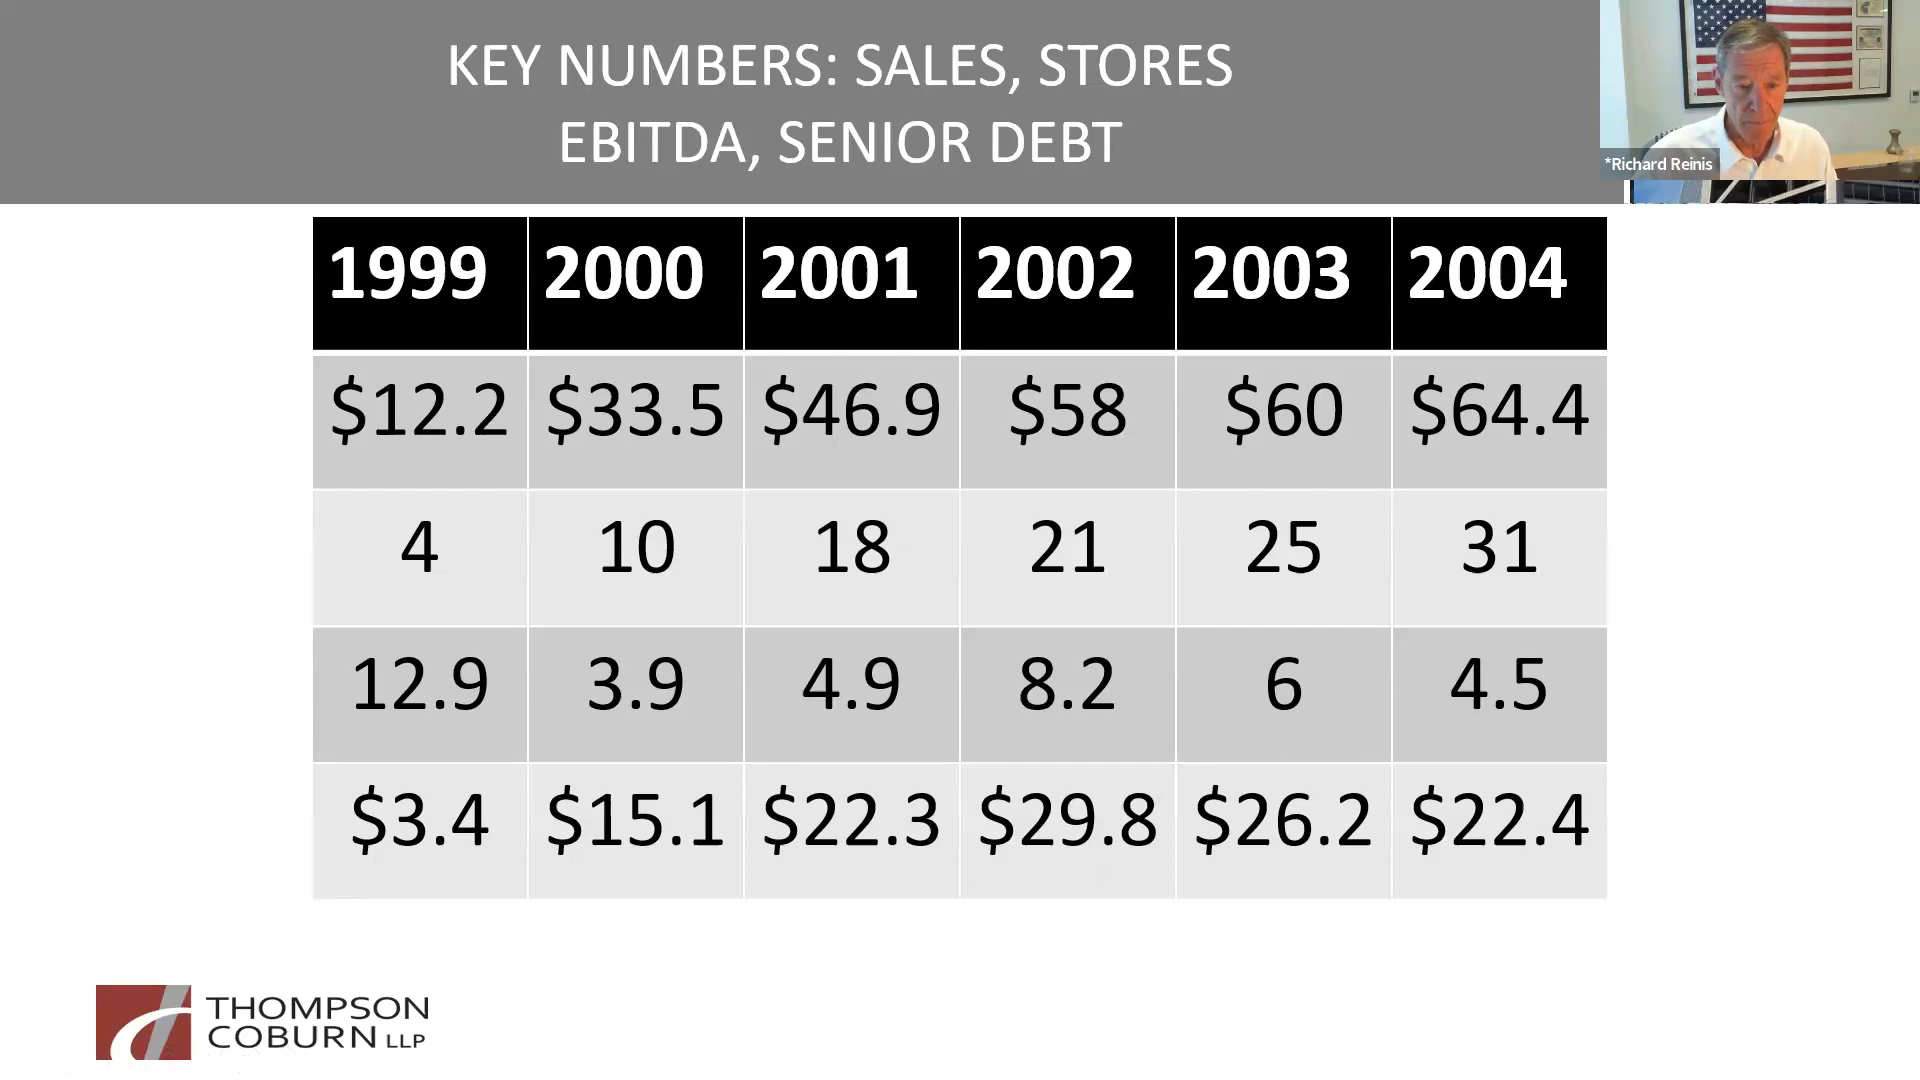 KEY NUMBERS: SALES, STORES
EBITDA, SENIOR DEBT
*Richard Reinis
1999 2000 2001 2002 2003 2004
$12.2 $33.5 $46.9 $58 $60 $64.4
4 10 18 21 25 31
12.9 3.9 4.9 8.2 6 4.5
$3.4 $15.1 $22.3 $29.8 $26.2 $22.4
THOMPSON
COBURN LLP